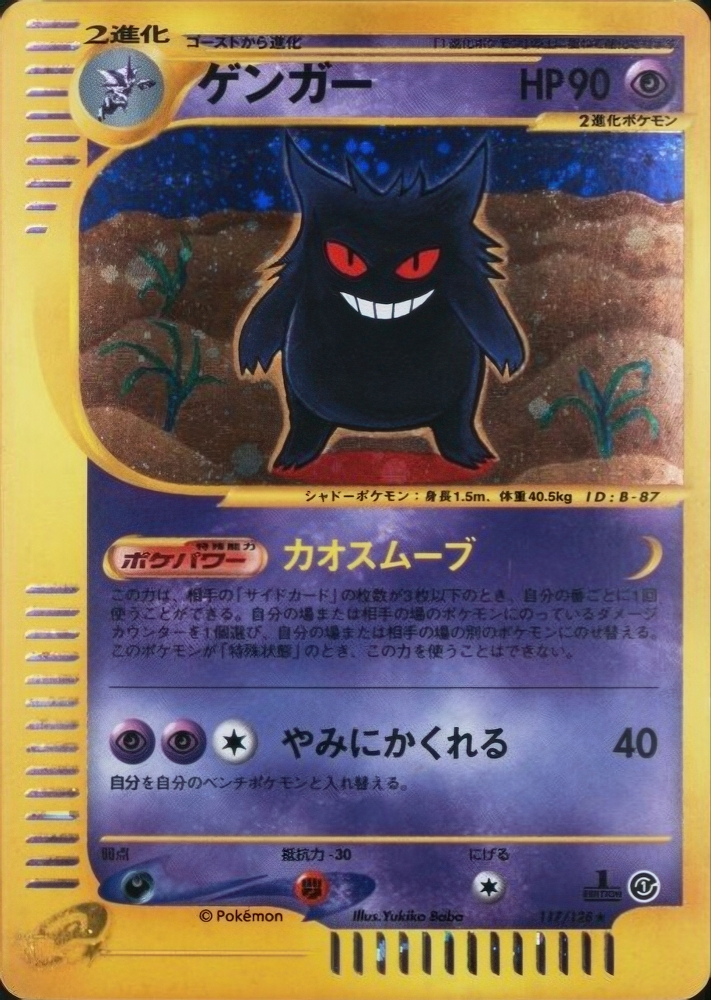 2進化 ゴーストから進化
ゲンガー HP90
2進化ポケモン
シャドーポケモン：身長1.5m、体重40.5kg ID:B-87
特殊能力
ポケパワー カオスムーブ
この力は、相手の「サイドカード」の枚数が3枚以下のとき、自分の番ごとに1回
使うことができる。自分の場または相手の場のポケモンにのっているダメージ
カウンターを1個選び、自分の場または相手の場の別のポケモンにのせ替える。
このポケモンが「特殊状態」のとき、この力を使うことはできない。
やみにかくれる 40
自分を自分のベンチポケモンと入れ替える。
弱点 抵抗力-30 にげる
1
EDITION
© Pokémon Illus.Yukiko Baba 117/128★